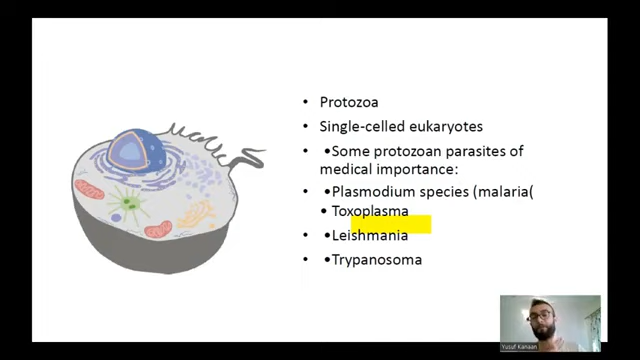 • Protozoa
• Single-celled eukaryotes
• •Some protozoan parasites of
medical importance:
• •Plasmodium species (malaria(
• Toxoplasma
• •Leishmania
• •Trypanosoma
Yusuf Kanaan